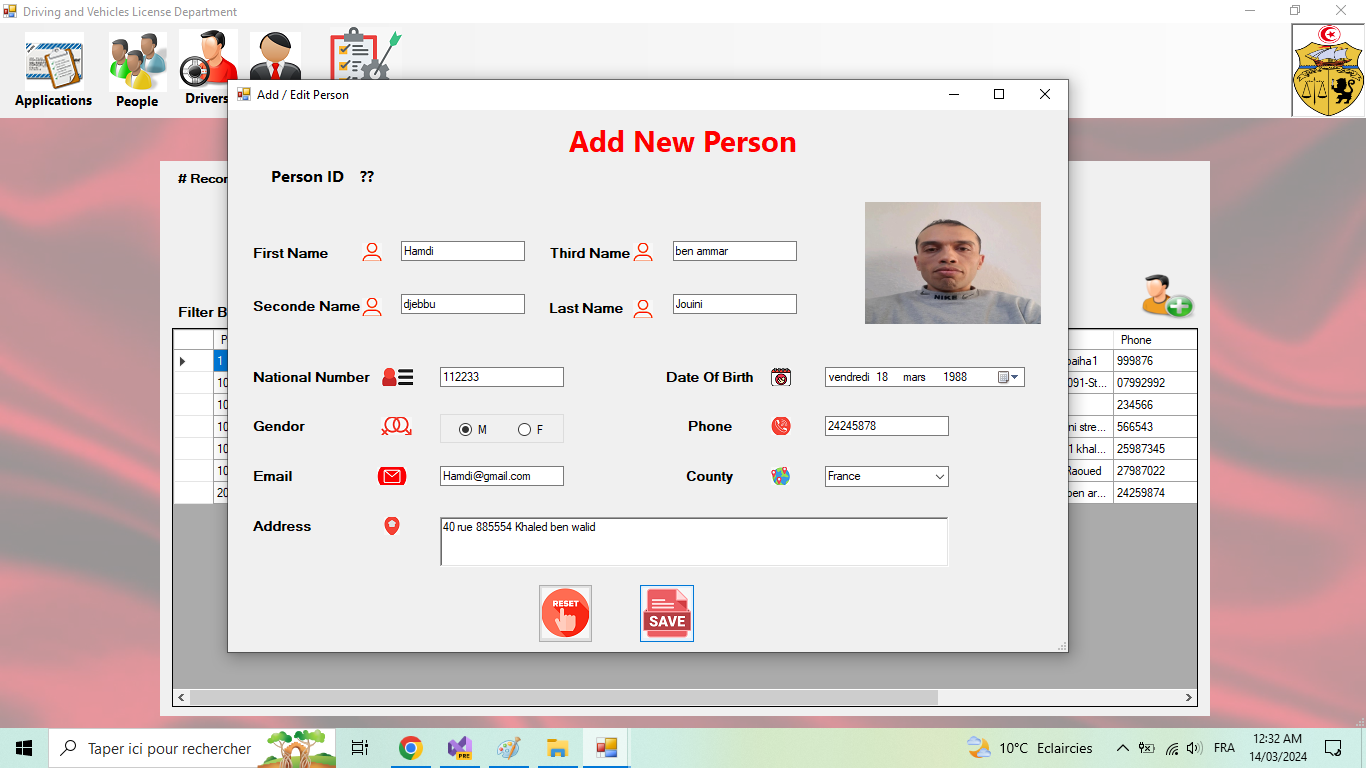 Driving and Vehicles License Department
Applications
People
Drivers
Add / Edit Person
Add New Person
Person ID ??
# Recor
First Name Hamdi Third Name ben ammar
NIKE
Seconde Name djebbu Last Name Jouini
Filter B
P Phone
1 baiha1 999876
National Number 112233 Date Of Birth vendredi 18 mars 1988
10 091-St... 07992992
10 234566
Gendor M F Phone 24245878
10 ni stre... 566543
10 1 khal... 25987345
Email Hamdi@gmail.com County France
10 Raoued 27987022
20 ben ar... 24259874
Address 40 rue 885554 Khaled ben walid
RESET
SAVE
PRE
Taper ici pour rechercher
10°C Eclaircies
FRA
12:32 AM
14/03/2024